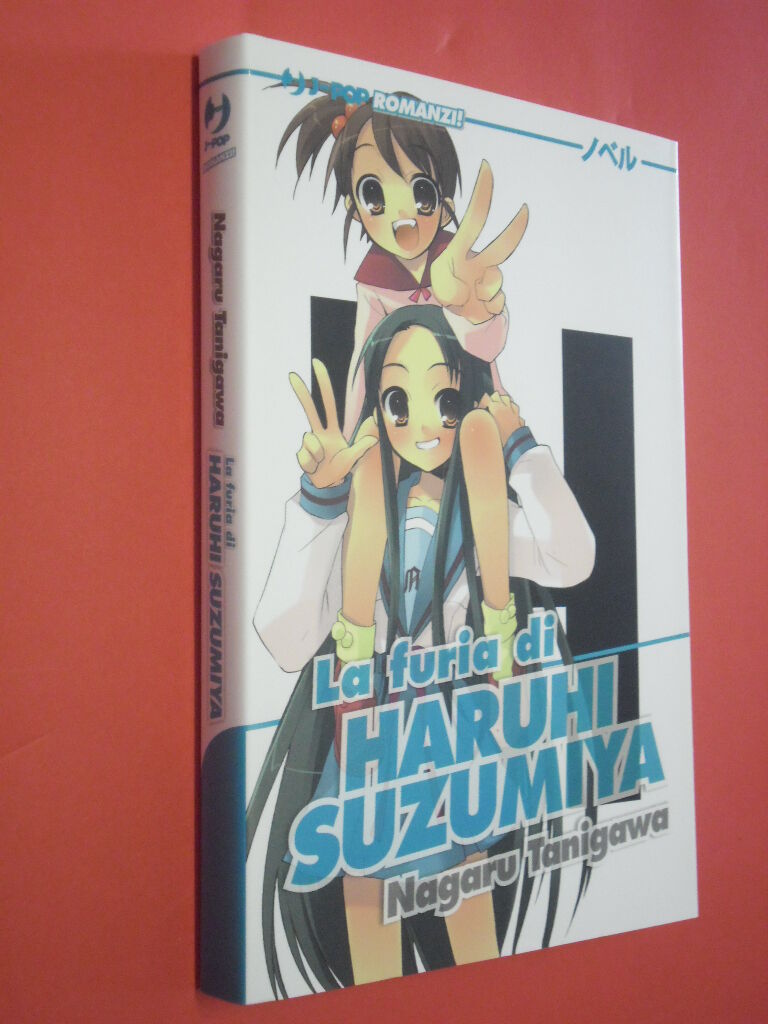 J-POP ROMANZI!
ノベル
La furia di
HARUHI
SUZUMIYA
Nagaru Tanigawa
J-POP
ROMANZI!
Nagaru Tanigawa
La furia di
HARUHI SUZUMIYA